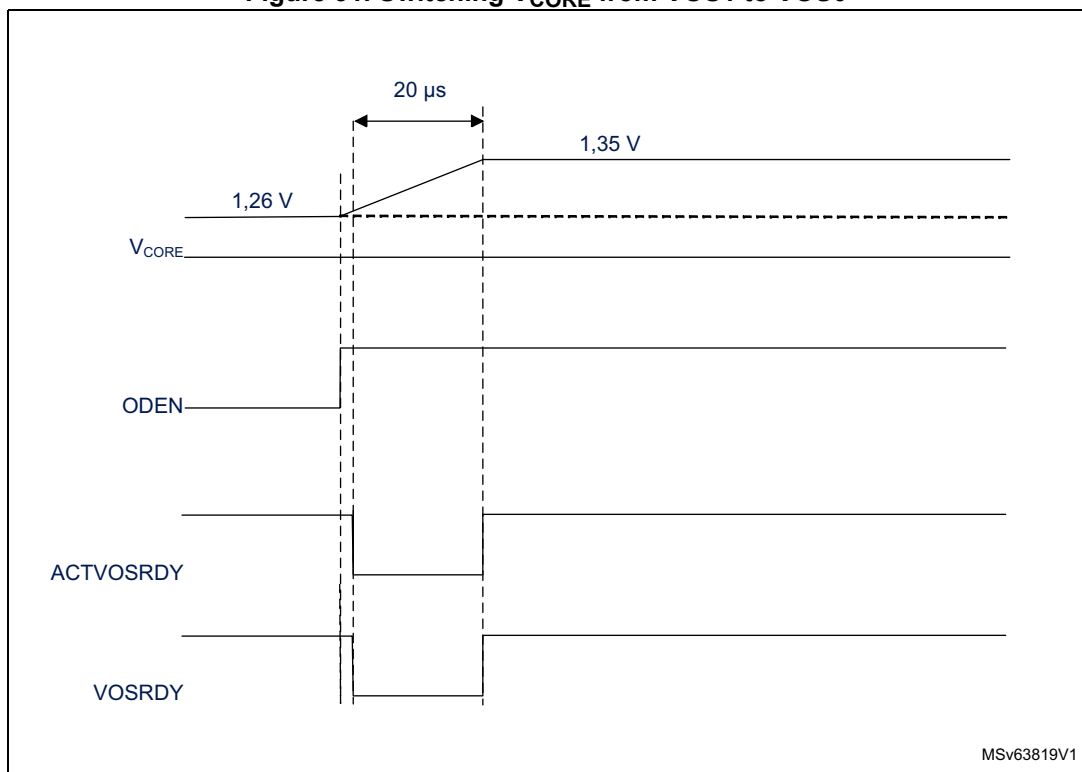 20 µs
1,35 V
1,26 V
VCORE
ODEN
ACTVOSRDY
VOSRDY
MSv63819V1